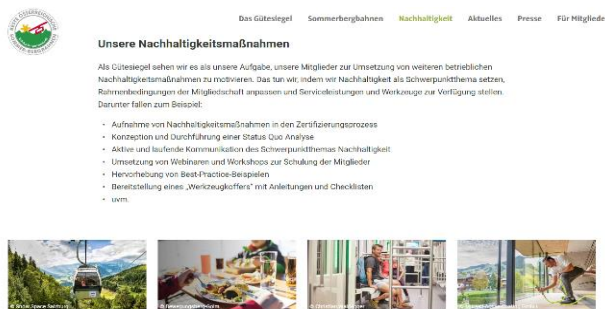 Das Gütesiegel Sommerbergbahnen Nachhaltigkeit Aktuelles Presse Für Mitglieder
Unsere Nachhaltigkeitsmaßnahmen
Als Gütesiegel sehen wir es als unsere Aufgabe, unsere Mitglieder zur Umsetzung von weiteren betrieblichen
Nachhaltigkeitsmaßnahmen zu motivieren. Das tun wir, indem wir Nachhaltigkeit als Schwerpunktthema setzen,
Rahmenbedingungen der Mitgliedschaft anpassen und Serviceleistungen und Werkzeuge zur Verfügung stellen.
Darunter fallen zum Beispiel:
• Aufnahme von Nachhaltigkeitsmaßnahmen in den Zertifizierungsprozess
• Konzeption und Durchführung einer Status Quo Analyse
• Aktive und laufende Kommunikation des Schwerpunktthemas Nachhaltigkeit
• Umsetzung von Webinaren und Workshops zur Schulung der Mitglieder
• Hervorhebung von Best-Practice-Beispielen
• Bereitstellung eines „Werkzeugkoffers" mit Anleitungen und Checklisten
• uvm.
© Snow Space Salzburg